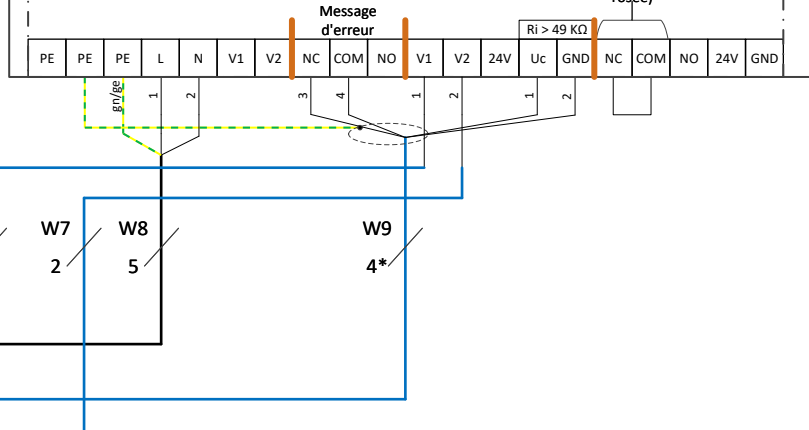 Message
d'erreur
Ri > 49 KΩ
PE PE PE L N V1 V2 NC COM NO V1 V2 24V Uc GND NC COM NO 24V GND
gn/ge 1 2 3 4 1 2 1 2
W7 W8 W9
2 5 4*